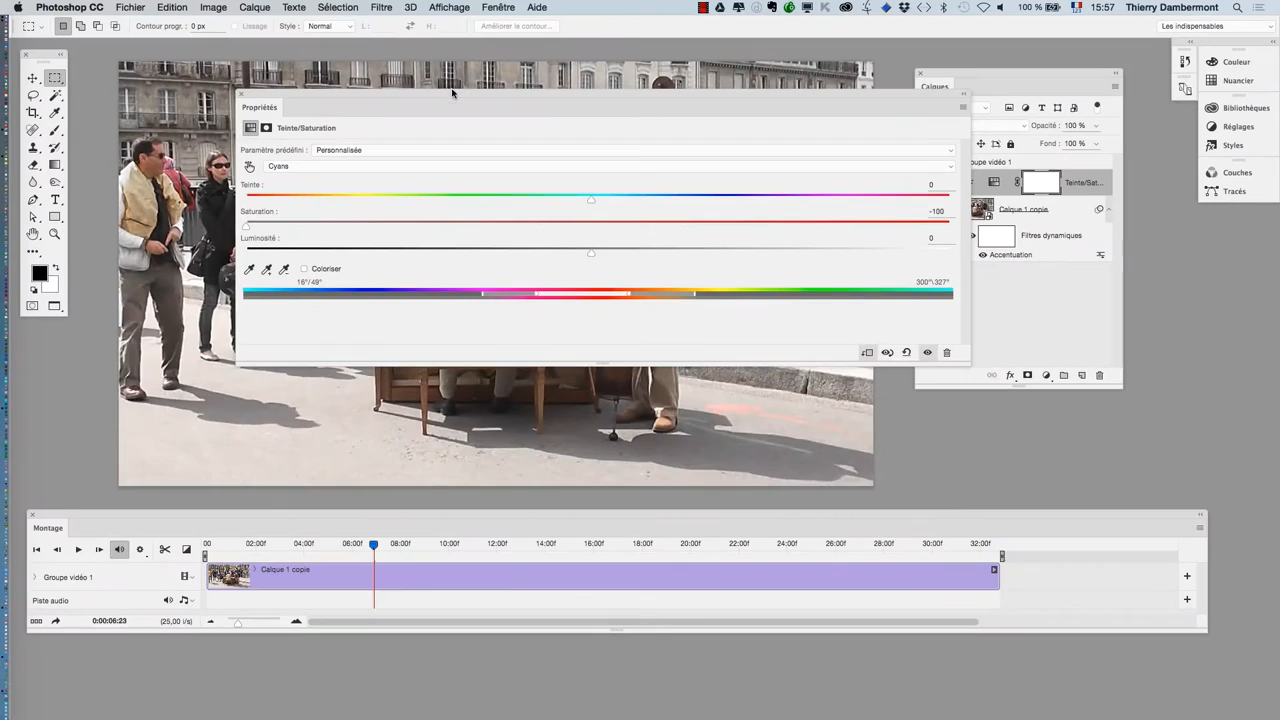 Photoshop CC Fichier Edition Image Calque Texte Sélection Filtre 3D Affichage Fenêtre Aide 100 % 15:57 Thierry Dambermont
Contour progr. : 0 px Lissage Style : Normal L : H : Améliorer le contour... Les indispensables
Propriétés
Teinte/Saturation
Paramètre prédéfini : Personnalisée
Cyans
Teinte : 0
Saturation : -100
Luminosité : 0
Coloriser
16°/49° 300°\327°
Calques
Opacité : 100 %
Fond : 100 %
oupe vidéo 1
Teinte/Sat...
Calque 1 copie
Filtres dynamiques
Accentuation
fx
Couleur
Nuancier
Bibliothèques
Réglages
Styles
Couches
Tracés
Montage
00 02:00f 04:00f 06:00f 08:00f 10:00f 12:00f 14:00f 16:00f 18:00f 20:00f 22:00f 24:00f 26:00f 28:00f 30:00f 32:00f
Groupe vidéo 1
Calque 1 copie
Piste audio
0:00:06:23 (25,00 i/s)